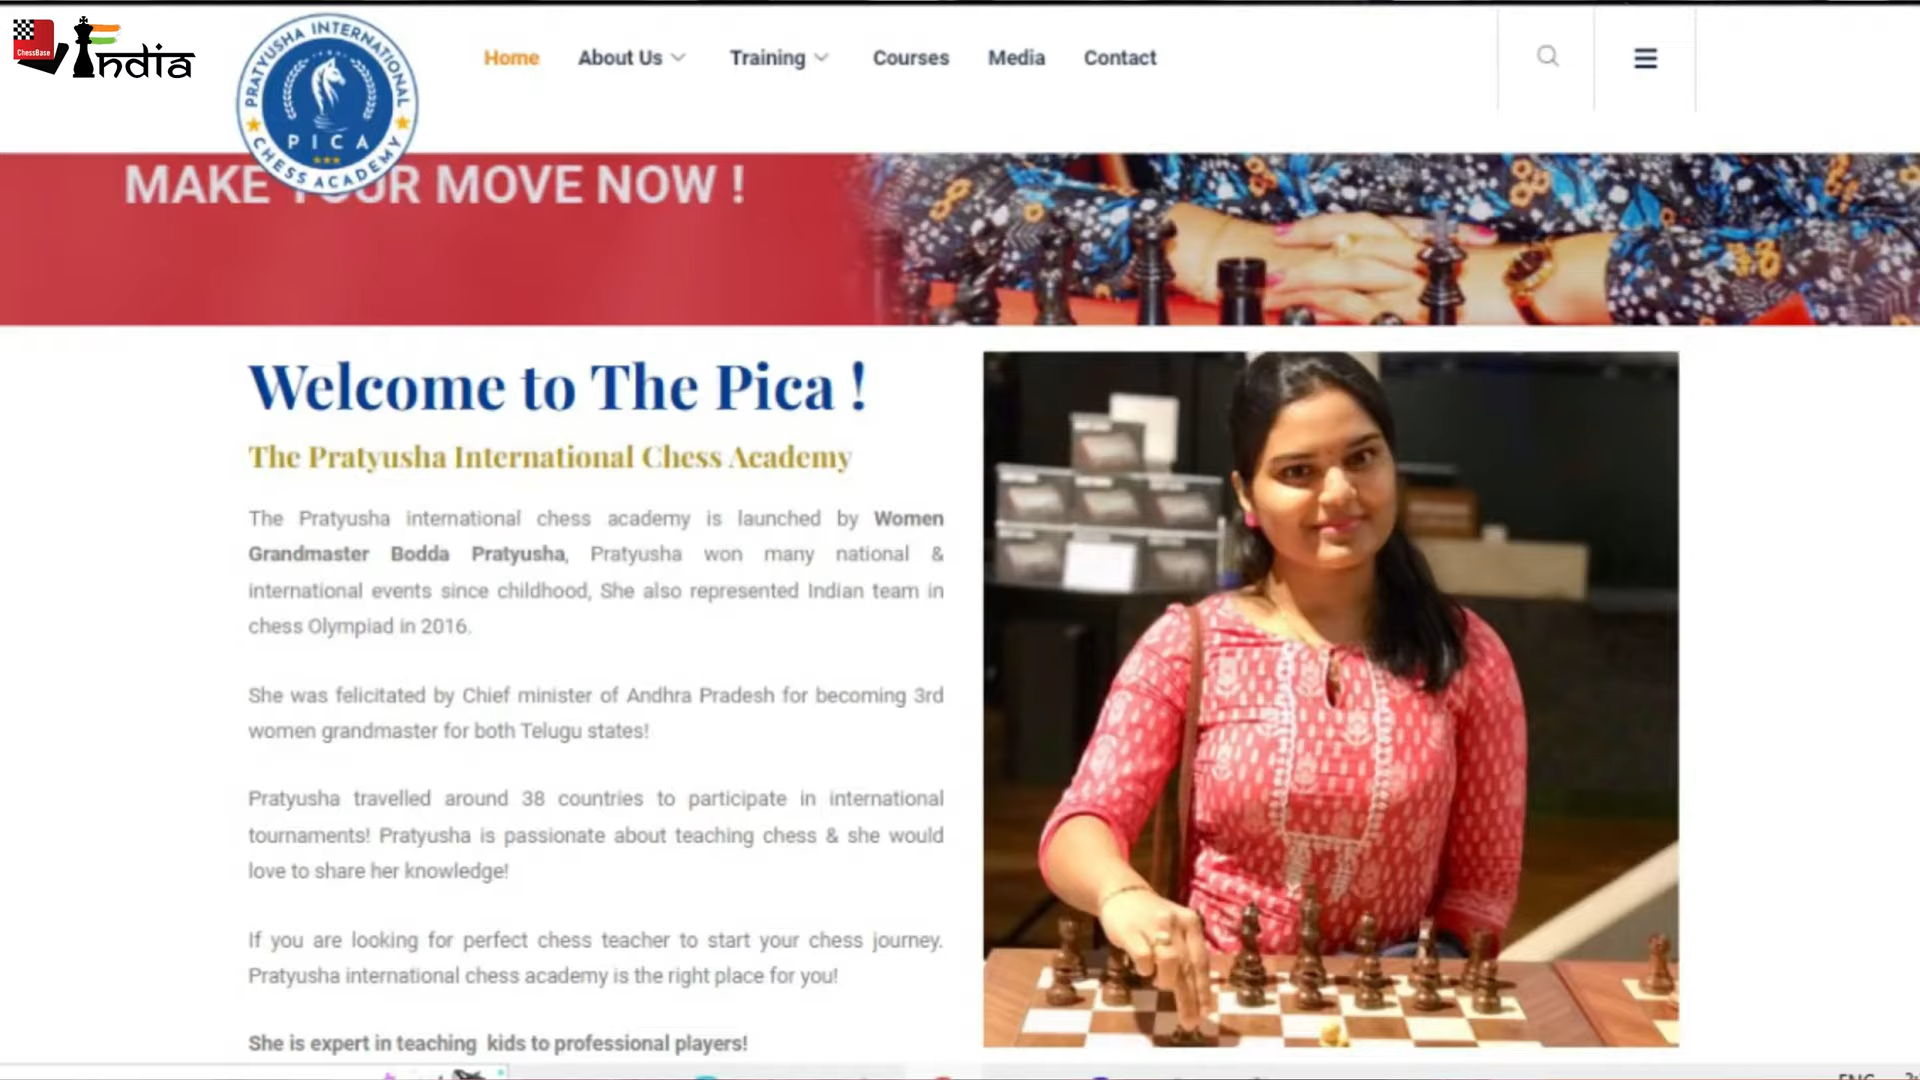 ChessBase
India
PRATYUSHA INTERNATIONAL
CHESS ACADEMY
PICA
Home
About Us
Training
Courses
Media
Contact
MAKE YOUR MOVE NOW !
Welcome to The Pica !
The Pratyusha International Chess Academy
The Pratyusha international chess academy is launched by Women
Grandmaster Bodda Pratyusha, Pratyusha won many national &
international events since childhood, She also represented Indian team in
chess Olympiad in 2016.
She was felicitated by Chief minister of Andhra Pradesh for becoming 3rd
women grandmaster for both Telugu states!
Pratyusha travelled around 38 countries to participate in international
tournaments! Pratyusha is passionate about teaching chess & she would
love to share her knowledge!
If you are looking for perfect chess teacher to start your chess journey.
Pratyusha international chess academy is the right place for you!
She is expert in teaching kids to professional players!
ENG